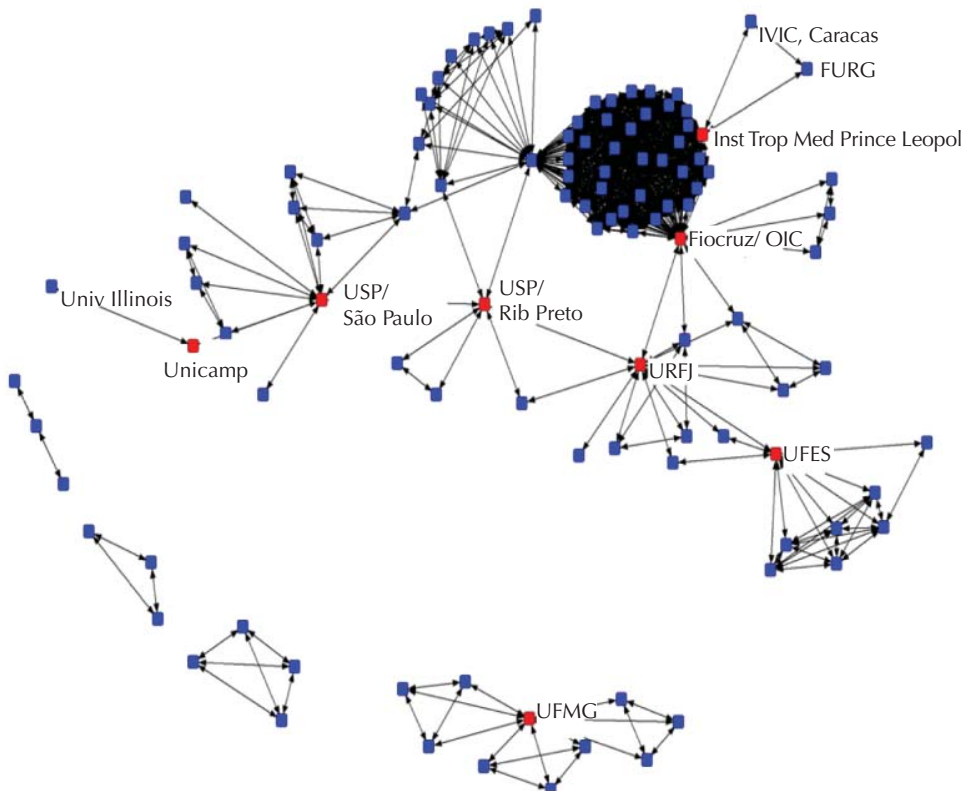 IVIC, Caracas
FURG
Inst Trop Med Prince Leopol
Fiocruz/ OIC
Univ Illinois
USP/
São Paulo
USP/
Rib Preto
Unicamp
URFJ
UFES
UFMG